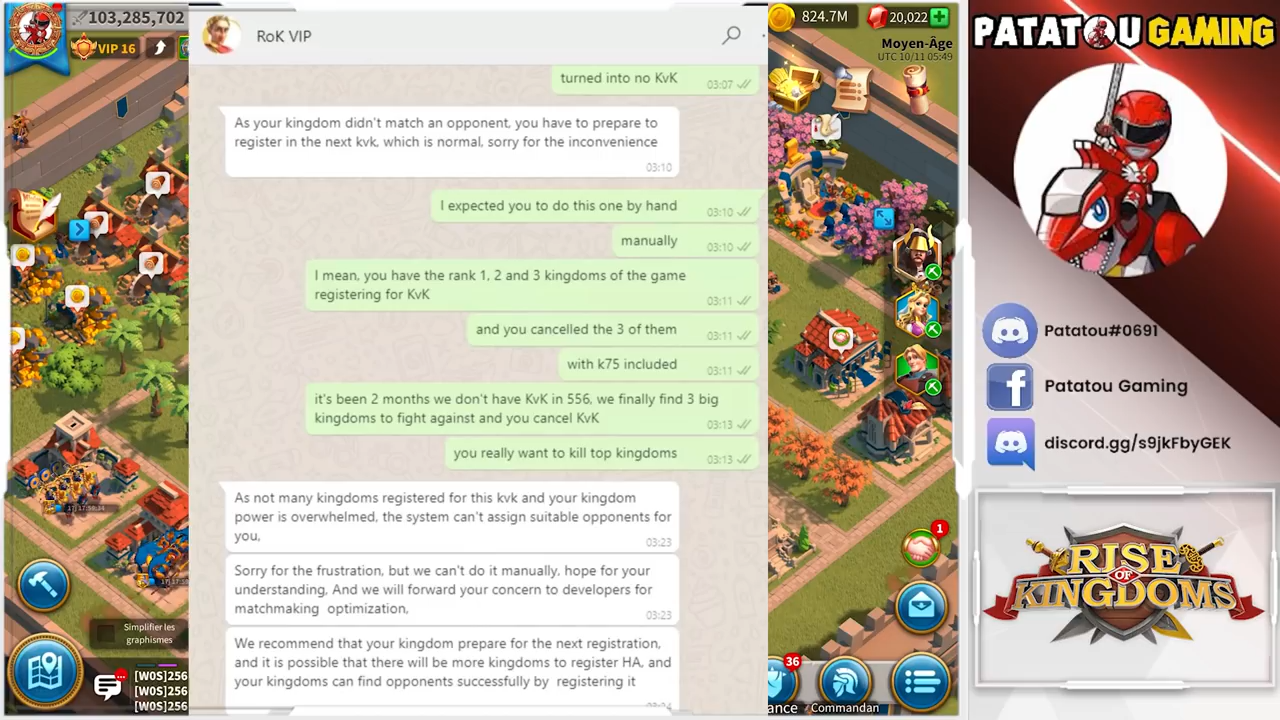 103,285,702
VIP 16
RoK VIP
824.7M
20,022
Moyen-Âge
UTC 10/11 05:49
turned into no KvK
03:07
As your kingdom didn't match an opponent, you have to prepare to
register in the next kvk, which is normal, sorry for the inconvenience
03:10
I expected you to do this one by hand
03:10
manually
03:10
I mean, you have the rank 1, 2 and 3 kingdoms of the game
registering for KvK
03:11
and you cancelled the 3 of them
03:11
with k75 included
03:11
it's been 2 months we don't have KvK in 556, we finally find 3 big
kingdoms to fight against and you cancel KvK
03:13
you really want to kill top kingdoms
03:13
As not many kingdoms registered for this kvk and your kingdom
power is overwhelmed, the system can't assign suitable opponents for
you,
03:23
Sorry for the frustration, but we can't do it manually, hope for your
understanding, And we will forward your concern to developers for
matchmaking optimization,
03:23
We recommend that your kingdom prepare for the next registration,
and it is possible that there will be more kingdoms to register HA, and
your kingdoms can find opponents successfully by registering it
Simplifier les
graphismes
[W0S]256
[W0S]256
[W0S]256
1
36
ance
Commandan
PATATOU GAMING
Patatou#0691
Patatou Gaming
discord.gg/s9jkFbyGEK
RISE
OF
KINGDOMS